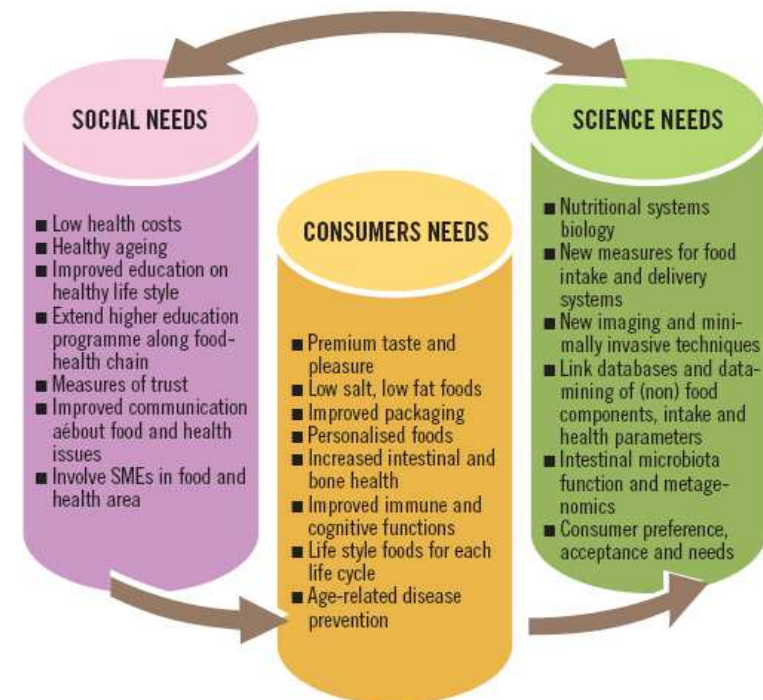 SOCIAL NEEDS
■ Low health costs
■ Healthy ageing
■ Improved education on
healthy life style
■ Extend higher education
programme along food-
health chain
■ Measures of trust
■ Improved communication
aébout food and health
issues
■ Involve SMEs in food and
health area
CONSUMERS NEEDS
■ Premium taste and
pleasure
■ Low salt, low fat foods
■ Improved packaging
■ Personalised foods
■ Increased intestinal and
bone health
■ Improved immune and
cognitive functions
■ Life style foods for each
life cycle
■ Age-related disease
prevention
SCIENCE NEEDS
■ Nutritional systems
biology
■ New measures for food
intake and delivery
systems
■ New imaging and mini-
mally invasive techniques
■ Link databases and data-
mining of (non) food
components, intake and
health parameters
■ Intestinal microbiota
function and metage-
nomics
■ Consumer preference,
acceptance and needs